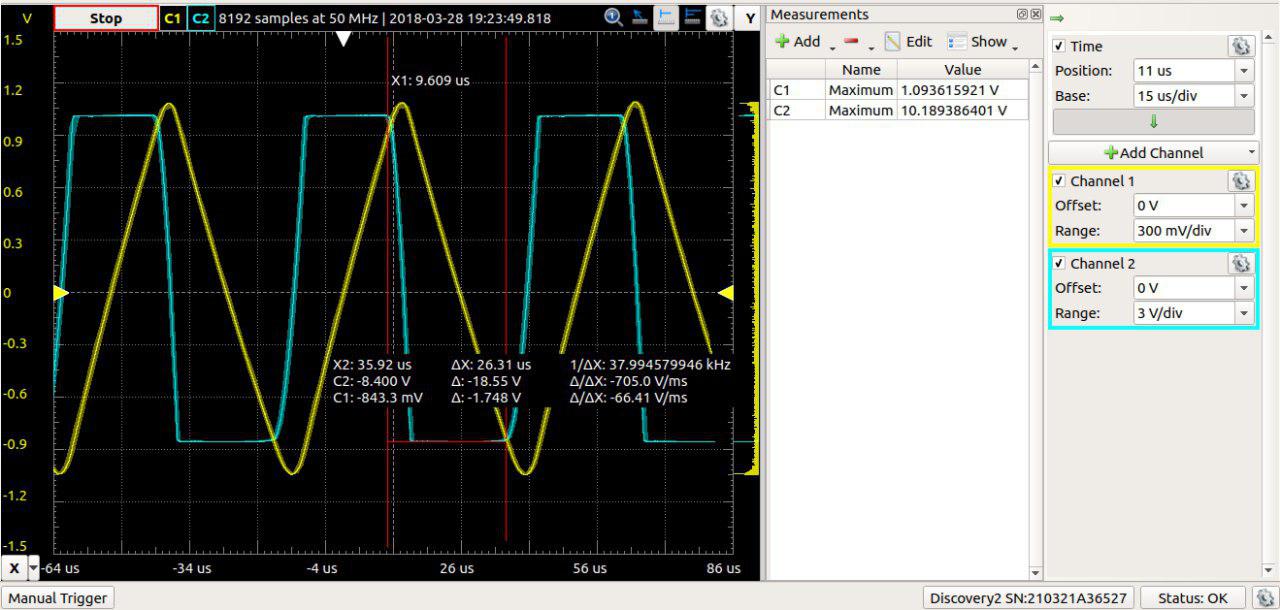 V Stop C1 C2 8192 samples at 50 MHz | 2018-03-28 19:23:49.818 Y
1.5
1.2
0.9
0.6
0.3
0
-0.3
-0.6
-0.9
-1.2
-1.5
X1: 9.609 us
X2: 35.92 us ΔX: 26.31 us 1/ΔX: 37.994579946 kHz
C2: -8.400 V Δ: -18.55 V Δ/ΔX: -705.0 V/ms
C1: -843.3 mV Δ: -1.748 V Δ/ΔX: -66.41 V/ms
X -64 us -34 us -4 us 26 us 56 us 86 us
Measurements
Add Edit Show
Name Value
C1 Maximum 1.093615921 V
C2 Maximum 10.189386401 V
Time
Position: 11 us
Base: 15 us/div
Add Channel
Channel 1
Offset: 0 V
Range: 300 mV/div
Channel 2
Offset: 0 V
Range: 3 V/div
Manual Trigger Discovery2 SN:210321A36527 Status: OK